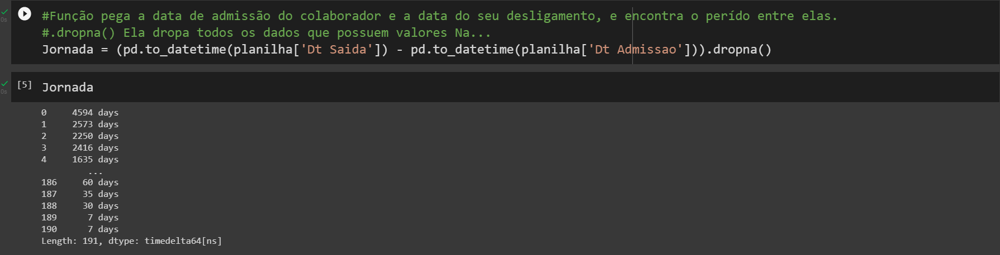 0s
#Função pega a data de admissão do colaborador e a data do seu desligamento, e encontra o perído entre elas.
#.dropna() Ela dropa todos os dados que possuem valores Na...
Jornada = (pd.to_datetime(planilha['Dt Saida']) - pd.to_datetime(planilha['Dt Admissao'])).dropna()
0s
[5] Jornada
0 4594 days
1 2573 days
2 2250 days
3 2416 days
4 1635 days
...
186 60 days
187 35 days
188 30 days
189 7 days
190 7 days
Length: 191, dtype: timedelta64[ns]